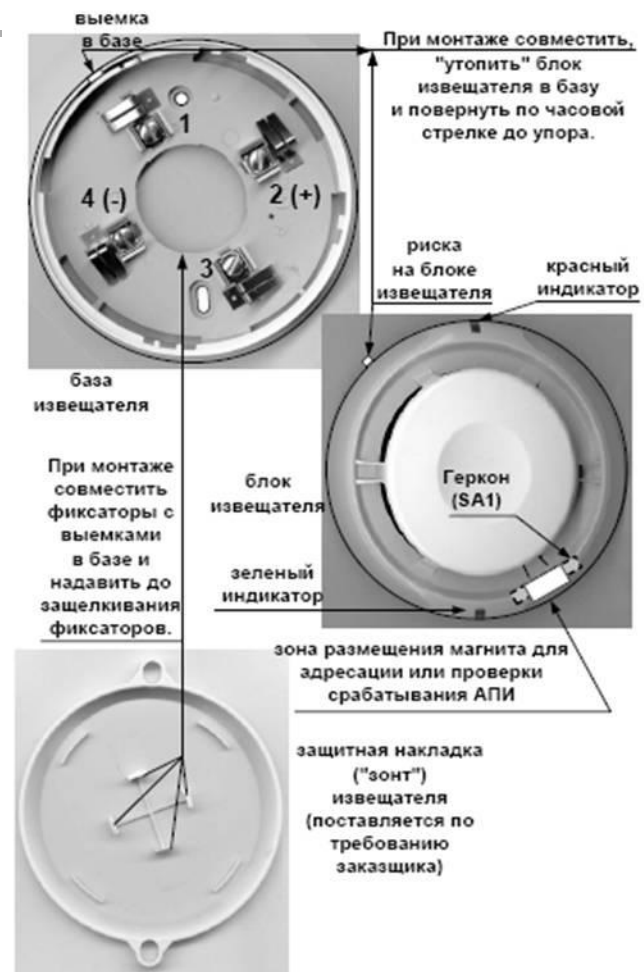 выемка
в базе
При монтаже совместить,
"утопить" блок
извещателя в базу
и повернуть по часовой
стрелке до упора.
1
2 (+)
4 (-)
3
риска
на блоке
извещателя
красный
индикатор
база
извещателя
При монтаже
совместить
фиксаторы с
выемками
в базе и
надавить до
защелкивания
фиксаторов.
блок
извещателя
Геркон
(SA1)
зеленый
индикатор
зона размещения магнита для
адресации или проверки
срабатывания АПИ
защитная накладка
("зонт")
извещателя
(поставляется по
требованию
заказщика)